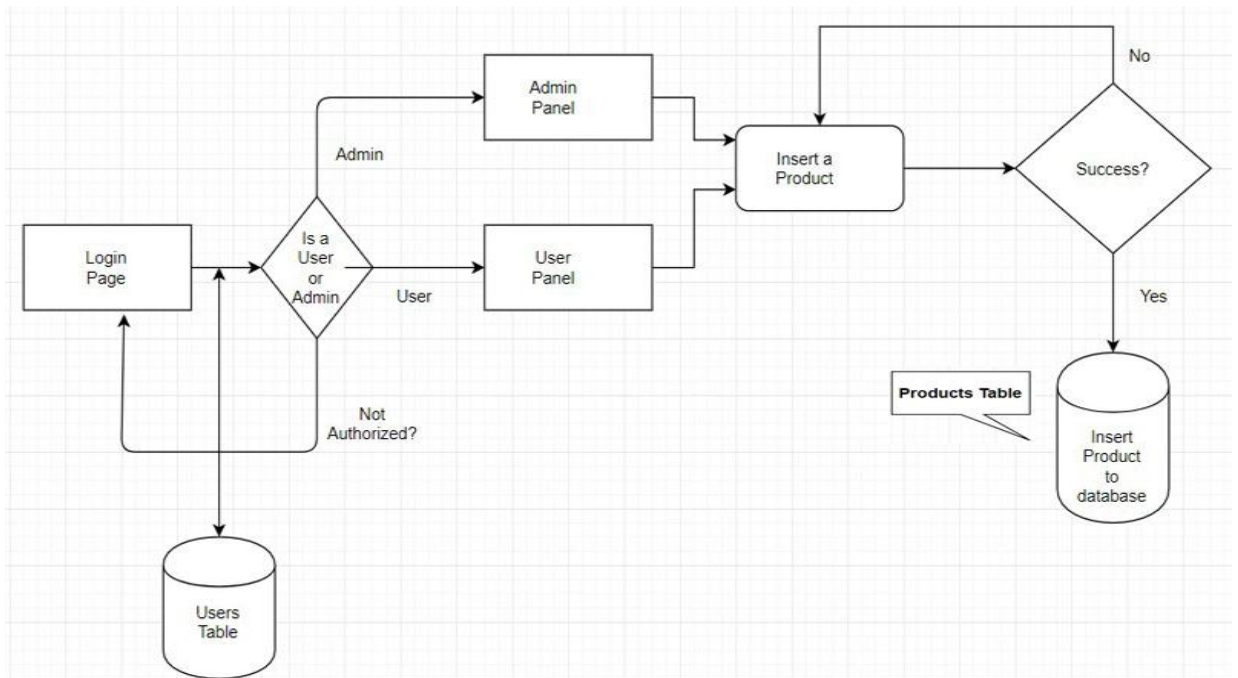 No
Admin
Panel
Admin
Insert a
Product
Success?
Login
Page
Is a
User
or
Admin
User
User
Panel
Yes
Products Table
Not
Authorized?
Insert
Product
to
database
Users
Table